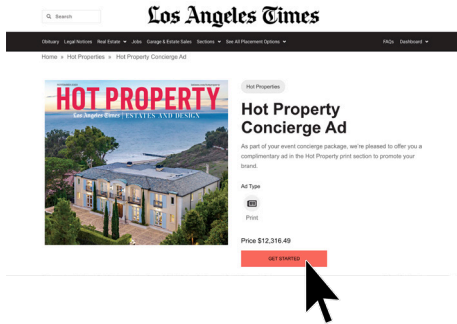 Search
Los Angeles Times
Obituary Legal Notices Real Estate Jobs Garage & Estate Sales Sections See All Placement Options FAQs Dashboard
Home » Hot Properties » Hot Property Concierge Ad
HOT PROPERTY
Los Angeles Times | ESTATES AND DESIGN
Hot Properties
Hot Property
Concierge Ad
As part of your event concierge package, we're pleased to offer you a
complimentary ad in the Hot Property print section to promote your
brand.
Ad Type
Print
Price $12,316.49
GET STARTED